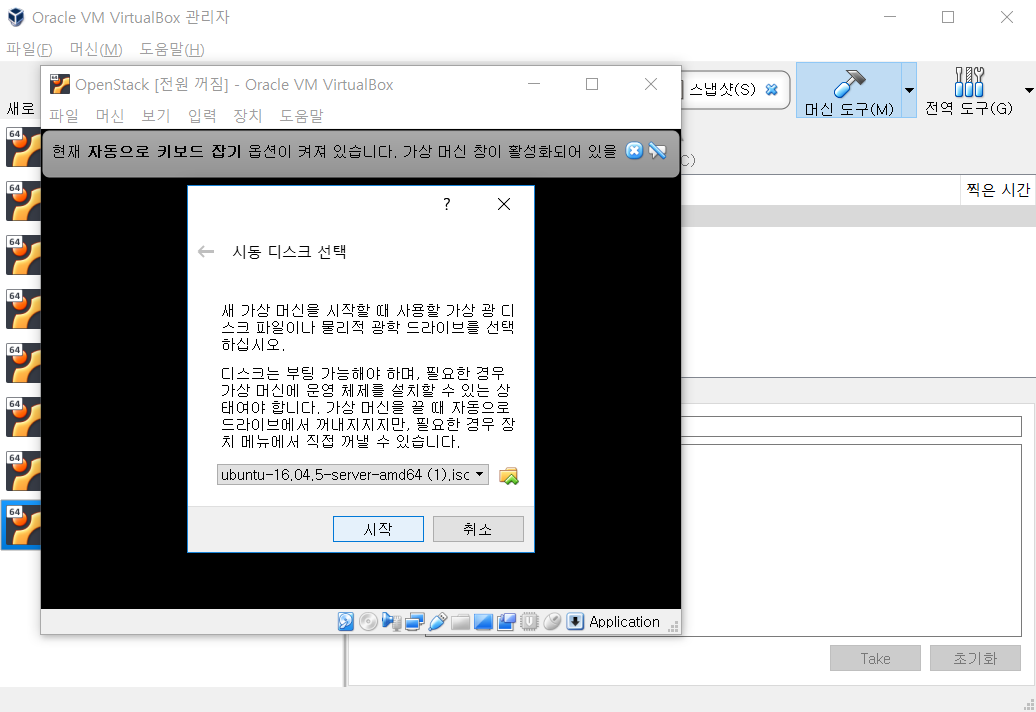 Oracle VM VirtualBox 관리자
파일(F) 머신(M) 도움말(H)
OpenStack [전원 꺼짐] - Oracle VM VirtualBox
파일 머신 보기 입력 장치 도움말
새로
스냅샷(S)
머신 도구(M)
전역 도구(G)
현재 자동으로 키보드 잡기 옵션이 켜져 있습니다. 가상 머신 창이 활성화되어 있을
C)
찍은 시간
64
64
64
64
64
64
64
64
?
시동 디스크 선택
새 가상 머신을 시작할 때 사용할 가상 광 디
스크 파일이나 물리적 광학 드라이브를 선택
하십시오.
디스크는 부팅 가능해야 하며, 필요한 경우
가상 머신에 운영 체제를 설치할 수 있는 상
태여야 합니다. 가상 머신을 끌 때 자동으로
드라이브에서 꺼내지지지만, 필요한 경우 장
치 메뉴에서 직접 꺼낼 수 있습니다.
ubuntu-16.04.5-server-amd64 (1).iso
시작 취소
Application
Take 초기화